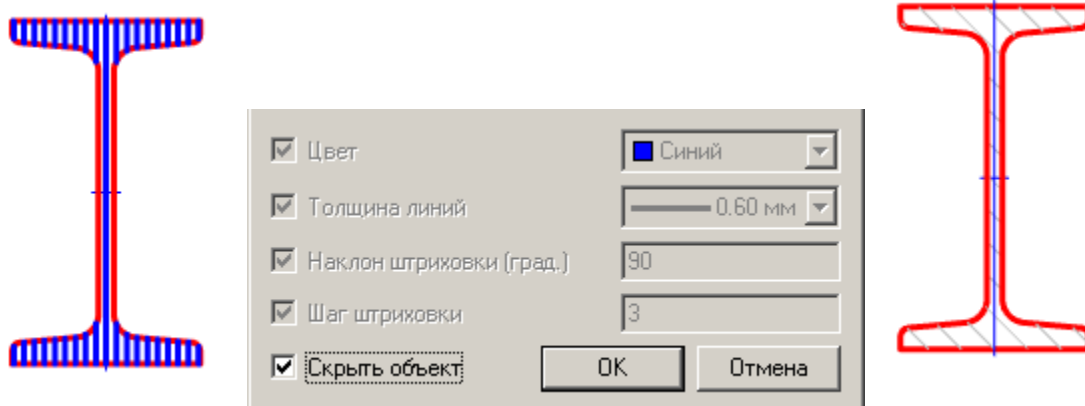 Цвет Синий
Толщина линий 0.60 мм
Наклон штриховки (град.) 90
Шаг штриховки 3
Скрыть объект OK Отмена